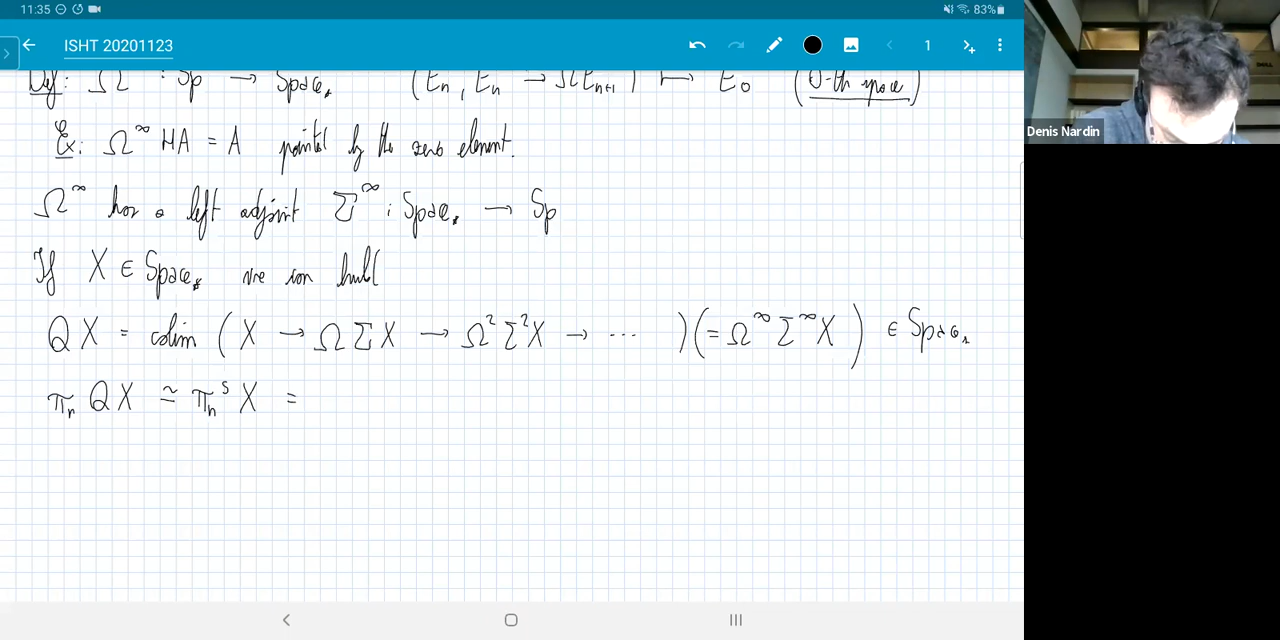 11:35 83%
ISHT 20201123
Def: Ω^∞ : Sp → Space_* (E_n, E_n → ΩE_{n+1}) ↦ E_0 (0-th space)
Ex: Ω^∞ HA = A pointed by the zero element.
Ω^∞ has a left adjoint Σ^∞ : Space_* → Sp
If X ∈ Space_* we can build
QX = colim (X → ΩΣX → Ω²Σ²X → ⋯ ) (= Ω^∞ Σ^∞ X) ∈ Space_*
π_n QX ≃ π_n^s X =
1
DELL
Denis Nardin